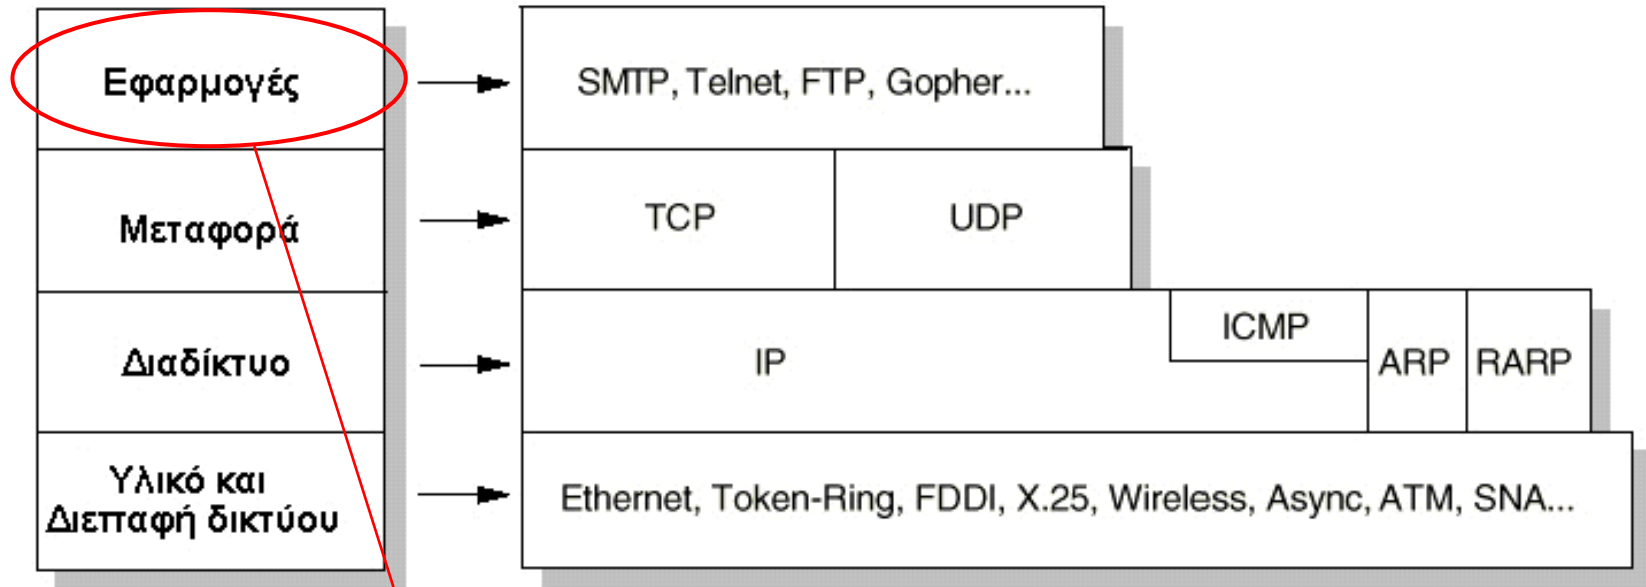 Εφαρμογές
SMTP, Telnet, FTP, Gopher...
Μεταφορά
TCP
UDP
Διαδίκτυο
IP
ICMP
ARP
RARP
Υλικό και
Διεπαφή δικτύου
Ethernet, Token-Ring, FDDI, X.25, Wireless, Async, ATM, SNA...